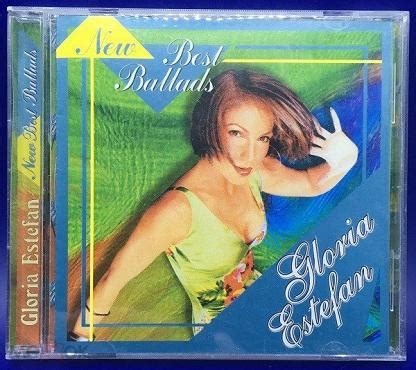 Gloria Estefan New Best Ballads
New
Best
Ballads
Gloria
Estefan